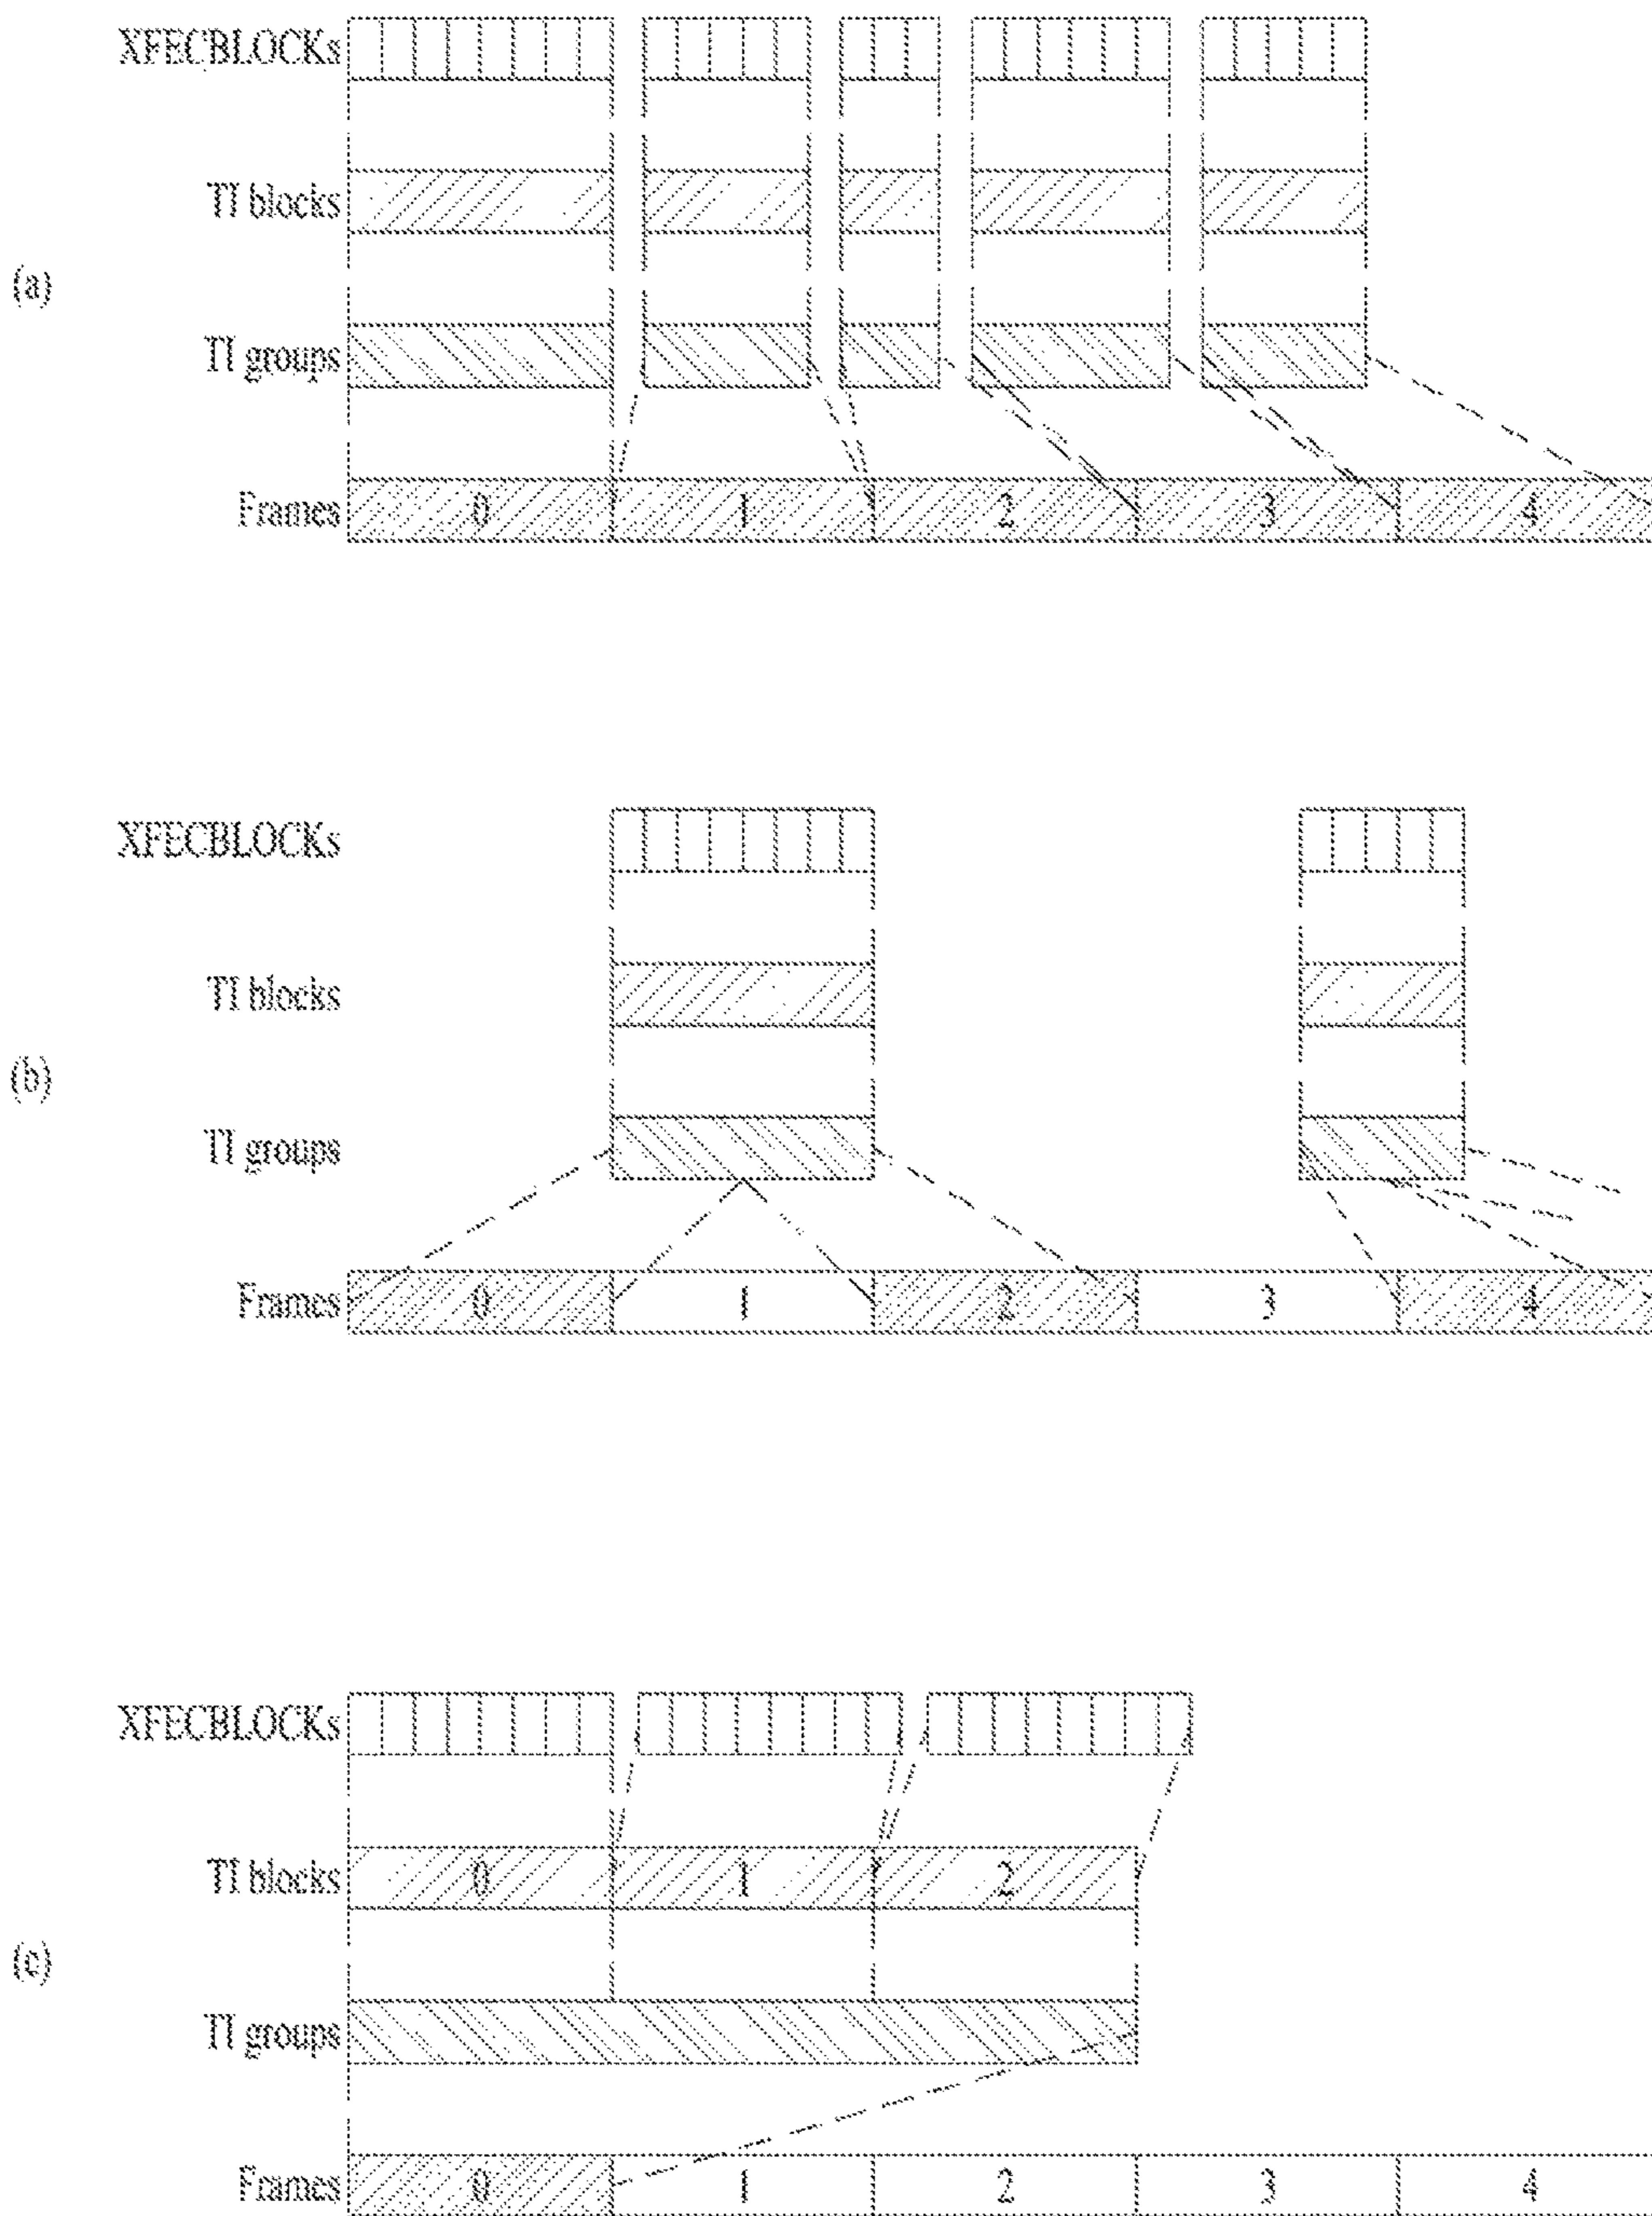 XFECBLOCKs
TI blocks
(a)
TI groups
Frames 0 1 2 3 4
XFECBLOCKs
TI blocks
(b)
TI groups
Frames 0 1 2 3 4
XFECBLOCKs
TI blocks 0 1 2
(c)
TI groups
Frames 0 1 2 3 4